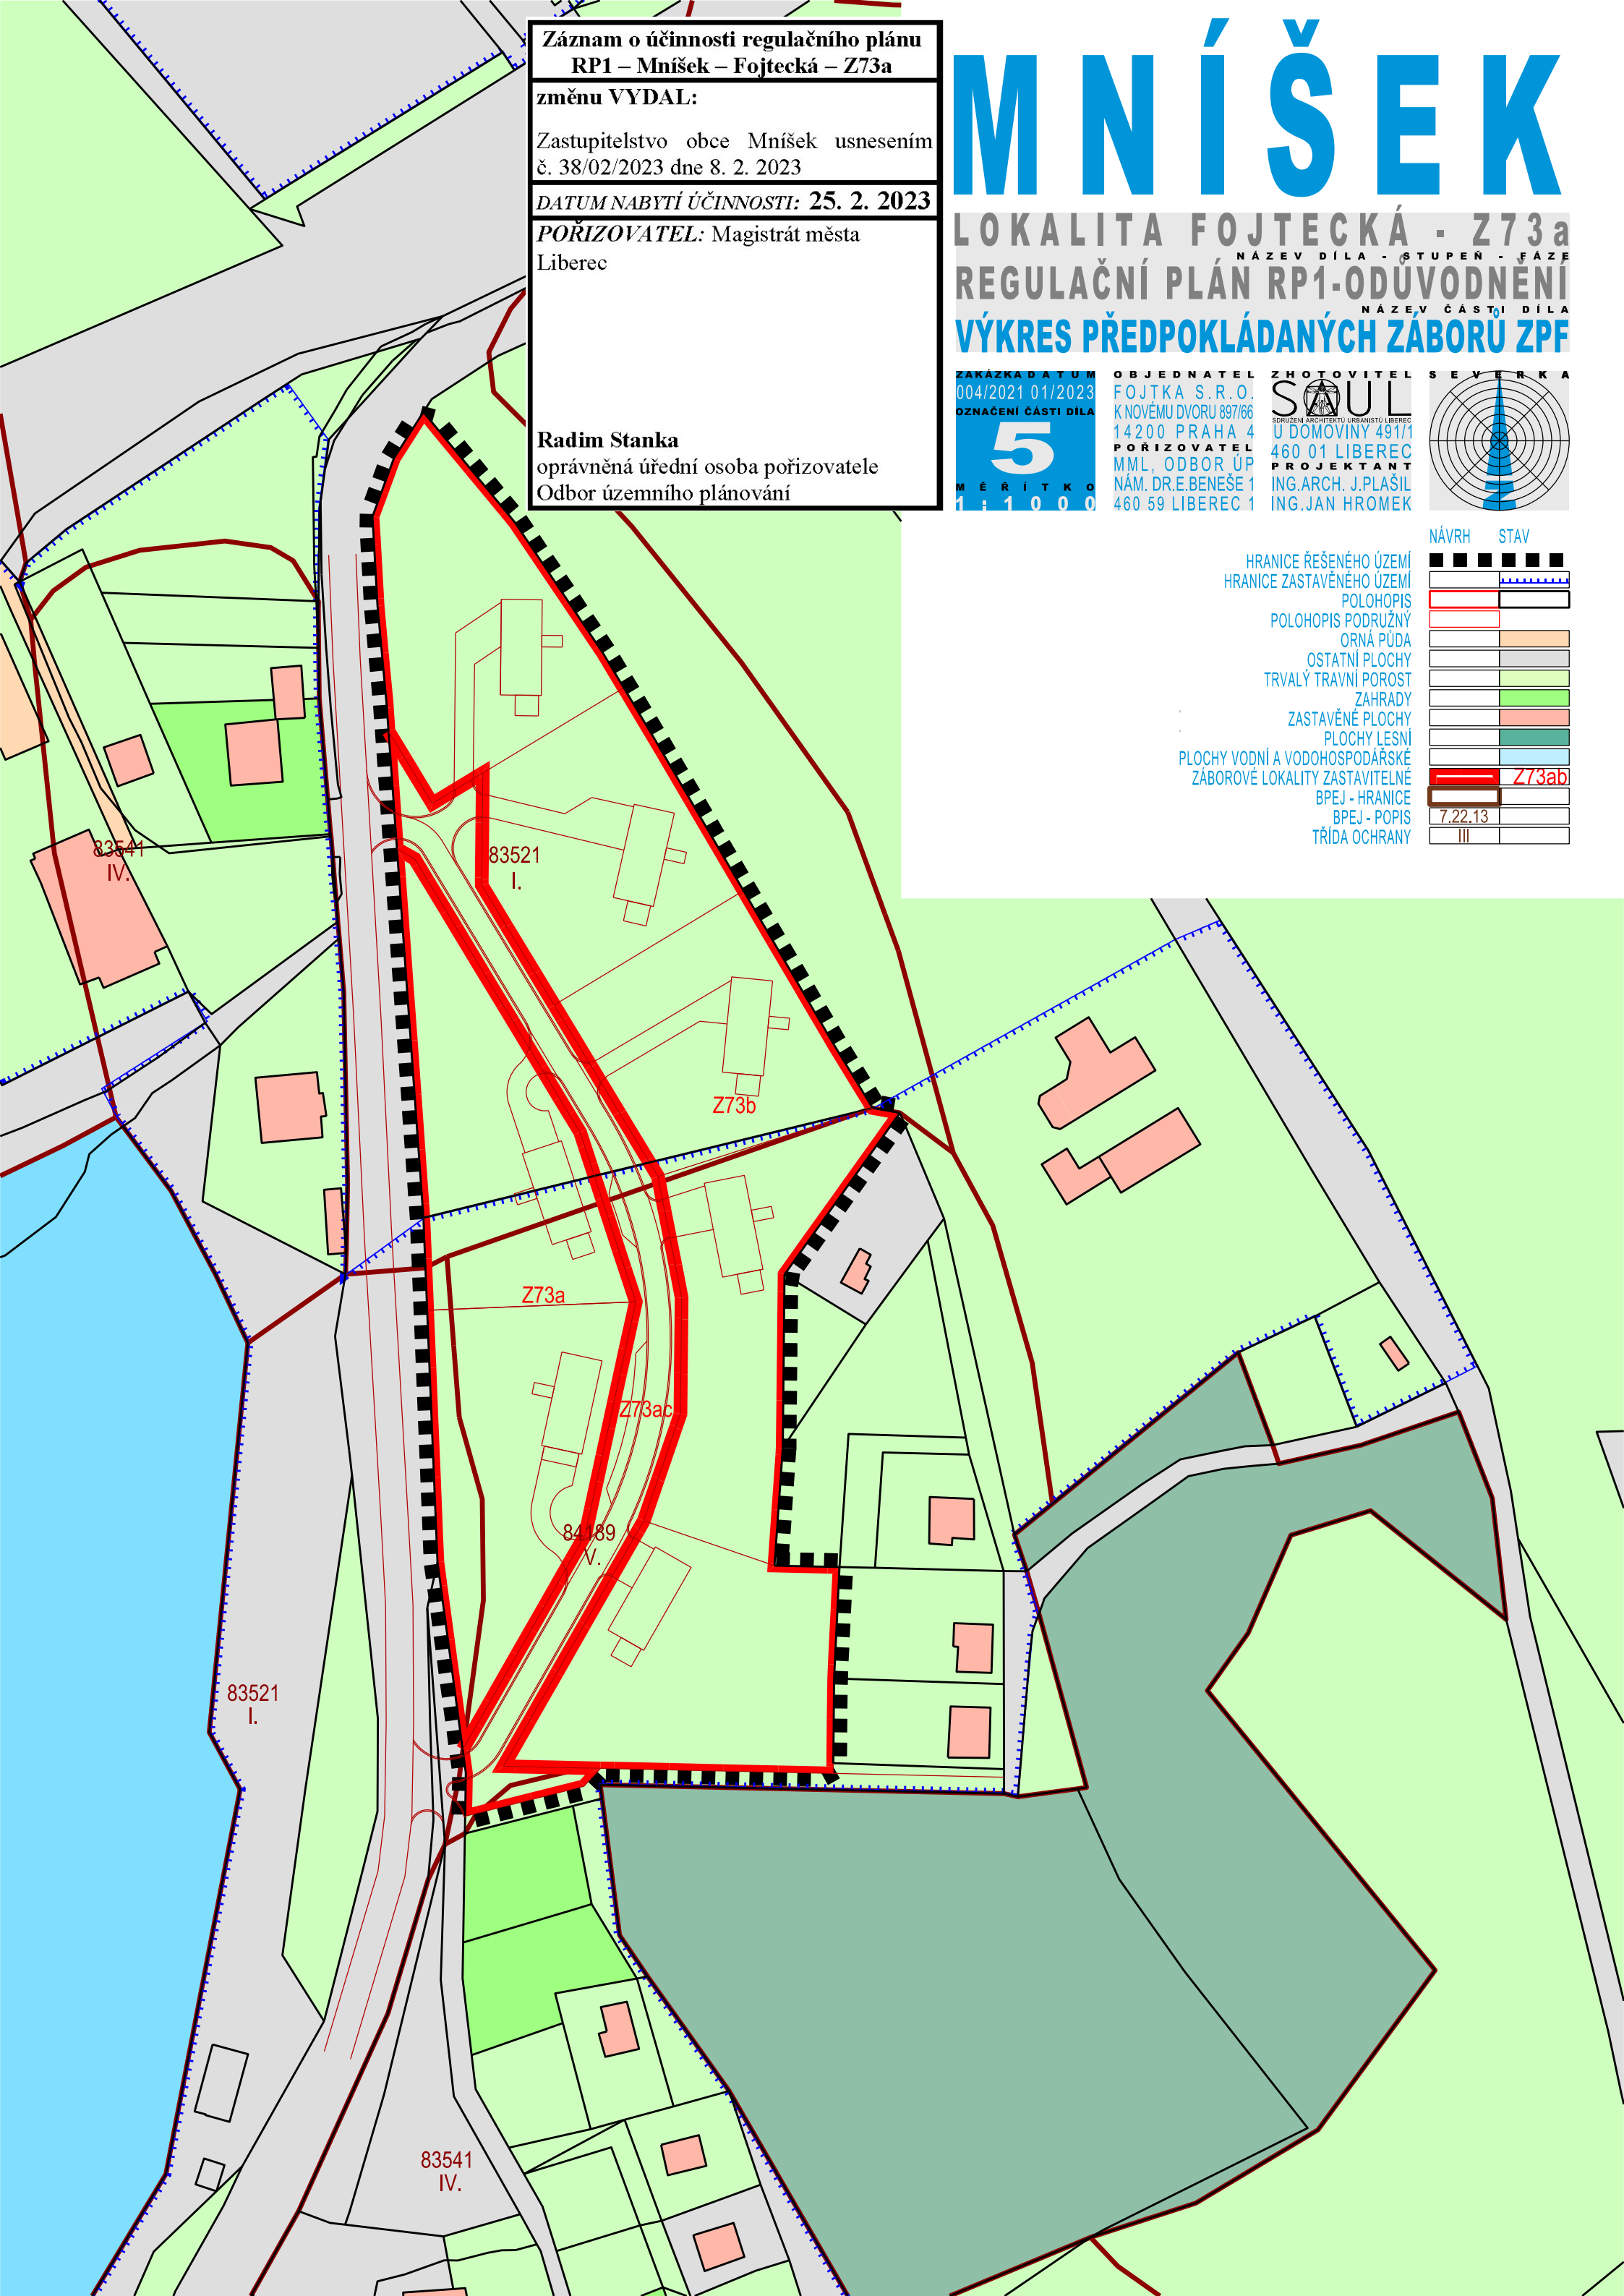 Záznam o účinnosti regulačního plánu
RP1 – Mníšek – Fojtecká – Z73a
změnu VYDAL:
Zastupitelstvo obce Mníšek usnesením
č. 38/02/2023 dne 8. 2. 2023
DATUM NABYTÍ ÚČINNOSTI: 25. 2. 2023
POŘIZOVATEL: Magistrát města
Liberec
Radim Stanka
oprávněná úřední osoba pořizovatele
Odbor územního plánování
MNÍŠEK
LOKALITA FOJTECKÁ - Z73a
NÁZEV DÍLA - STUPEŇ - FÁZE
REGULAČNÍ PLÁN RP1-ODŮVODNĚNÍ
NÁZEV ČÁSTI DÍLA
VÝKRES PŘEDPOKLÁDANÝCH ZÁBORŮ ZPF
ZAKÁZKA DATUM
004/2021 01/2023
OZNAČENÍ ČÁSTI DÍLA
5
MĚŘÍTKO
1:1000
OBJEDNATEL
FOJTKA S.R.O.
K NOVÉMU DVORU 897/66
14200 PRAHA 4
POŘIZOVATEL
MML, ODBOR ÚP
NÁM. DR.E.BENEŠE 1
460 59 LIBEREC 1
ZHOTOVITEL
SAUL
SDRUŽENÍ ARCHITEKTŮ URBANISTŮ LIBEREC
U DOMOVINY 491/1
460 01 LIBEREC
PROJEKTANT
ING.ARCH. J.PLAŠIL
ING.JAN HROMEK
SEVERKA
NÁVRH STAV
HRANICE ŘEŠENÉHO ÚZEMÍ
HRANICE ZASTAVĚNÉHO ÚZEMÍ
POLOHOPIS
POLOHOPIS PODRUŽNÝ
ORNÁ PŮDA
OSTATNÍ PLOCHY
TRVALÝ TRAVNÍ POROST
ZAHRADY
ZASTAVĚNÉ PLOCHY
PLOCHY LESNÍ
PLOCHY VODNÍ A VODOHOSPODÁŘSKÉ
ZÁBOROVÉ LOKALITY ZASTAVITELNÉ Z73ab
BPEJ - HRANICE
BPEJ - POPIS 7.22.13
TŘÍDA OCHRANY III
83541
IV.
83521
I.
Z73b
Z73a
Z73ac
84189
V.
83521
I.
83541
IV.